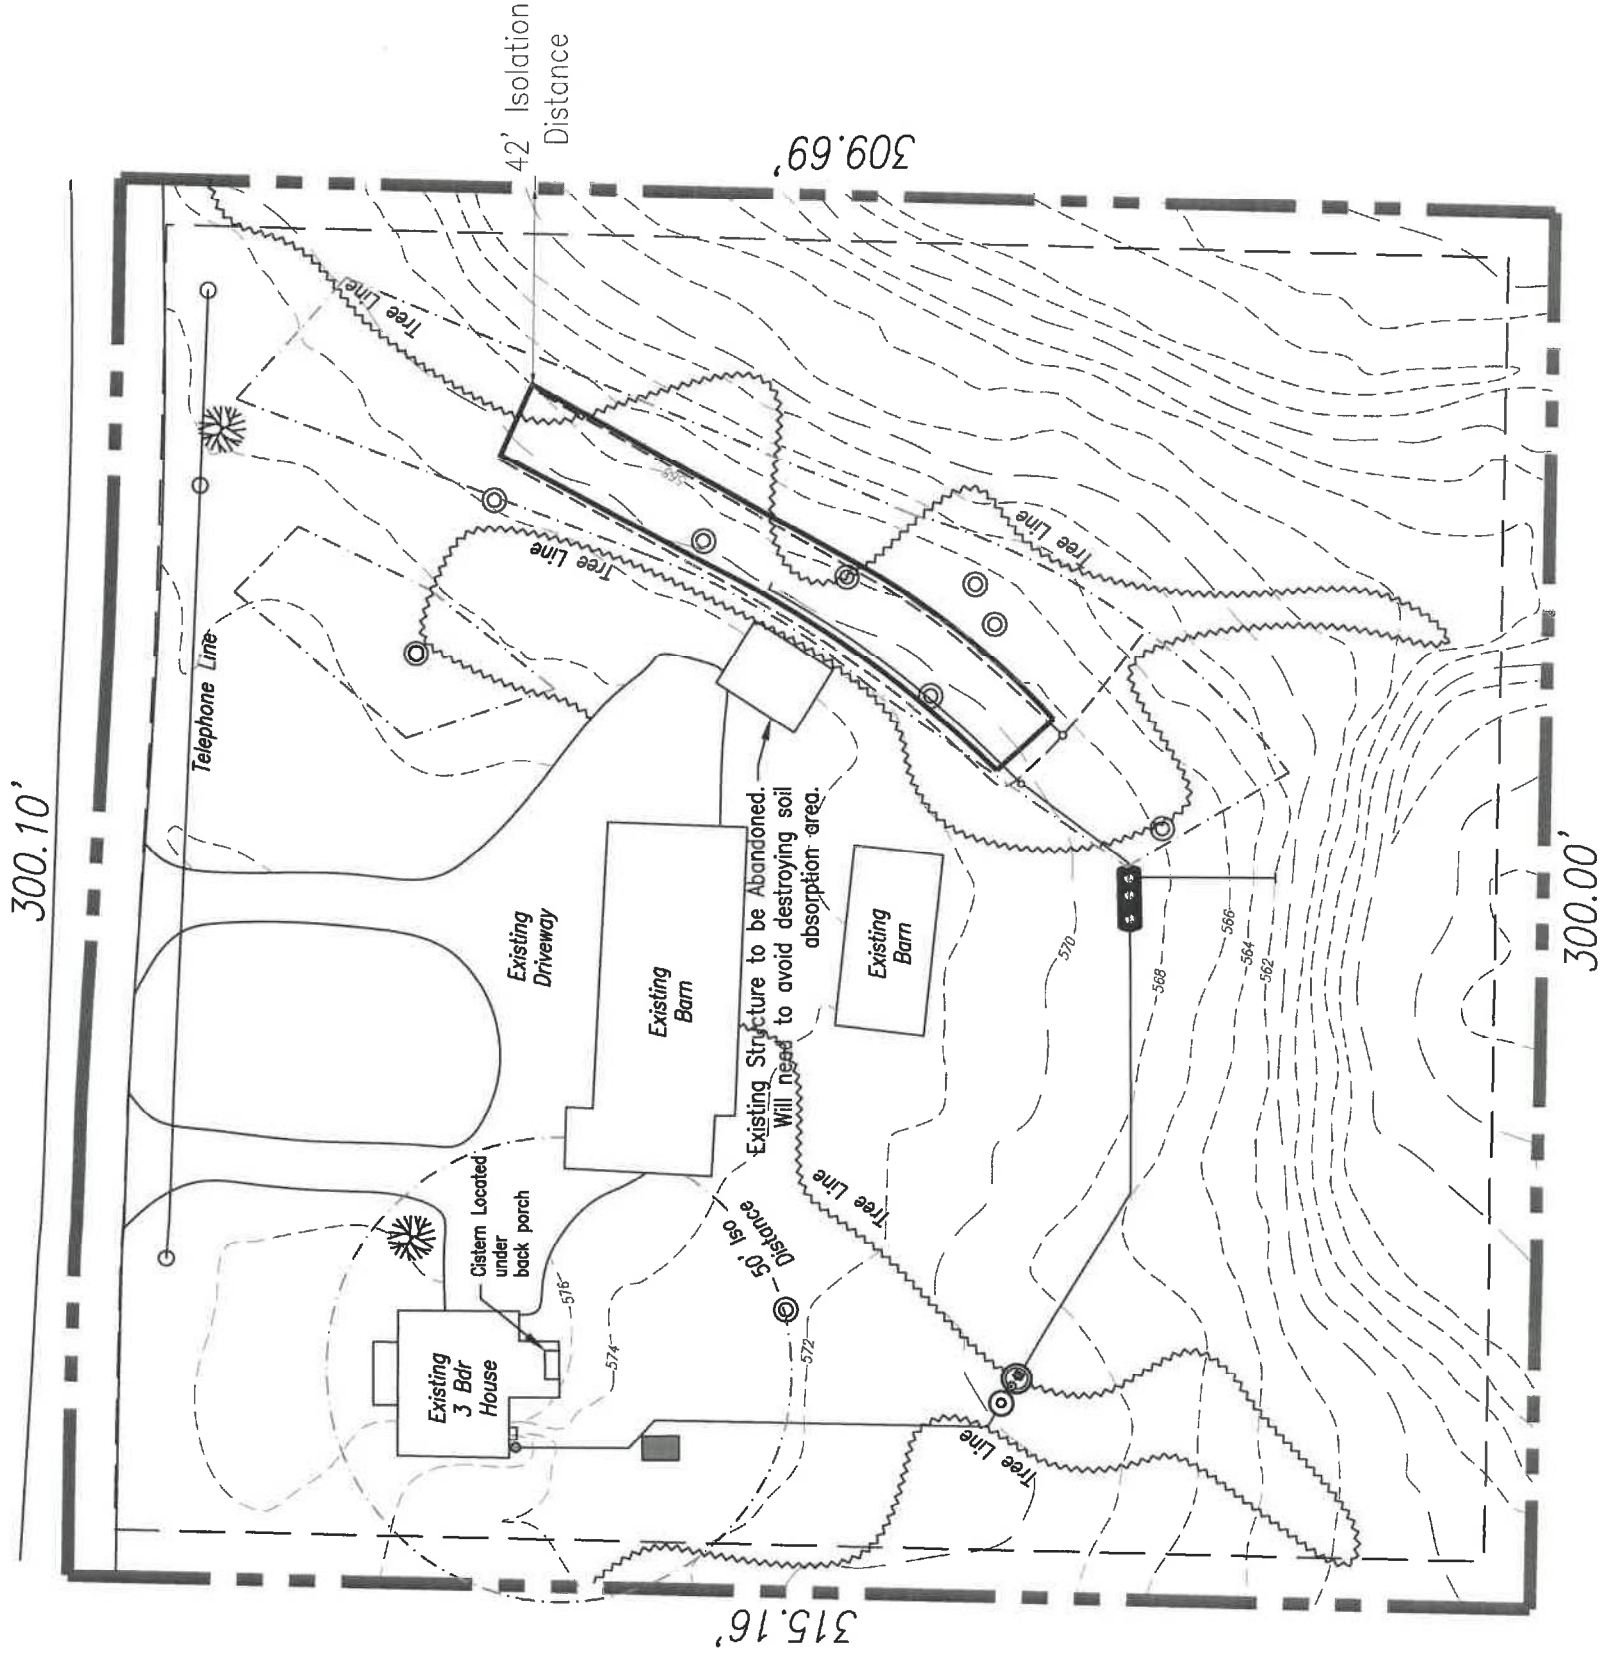 42' Isolation
Distance
309.69'
Tree Line
300.10'
Telephone Line
Tree Line
Tree Line
Existing
Driveway
Existing
Barn
Existing Structure to be Abandoned.
Will need to avoid destroying soil
absorption area.
Existing
Barn
570
568
566
564
562
300.00'
Cistern Located
under
back porch
50' Iso
Distance
Tree Line
576
574
572
Existing
3 Bdr
House
Tree Line
315.16'